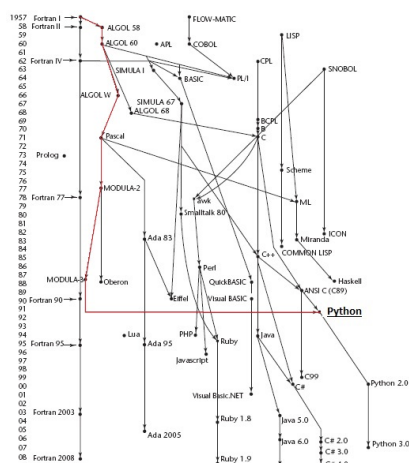 1957 Fortran I
58 Fortran II ALGOL 58 FLOW-MATIC
59 LISP
60 ALGOL 60 APL COBOL
61
62 Fortran IV CPL
63 SIMULA I SNOBOL
64 BASIC PL/I
65
66 ALGOL W
67 SIMULA 67
68 ALGOL 68
69 BCPL
70 B
71 Pascal C
72
73 Prolog
74
75 Scheme
76
77 MODULA-2
78 Fortran 77 awk ML
79
80 Smalltalk 80
81
82 ICON
83 Ada 83 Miranda
84 COMMON LISP
85 C++
86 Perl
87
88 MODULA-3 Oberon QuickBASIC Haskell
89 ANSI C (C89)
90 Fortran 90 Eiffel Visual BASIC
91 Python
92
93
94 Lua PHP Java
95 Fortran 95 Ada 95 Ruby
96 Javascript
97
98
99 C99
00 C# Python 2.0
01 Visual Basic.NET
02
03 Fortran 2003
04 Ruby 1.8 Java 5.0
05 Ada 2005
06 Java 6.0 C# 2.0
07 C# 3.0 Python 3.0
08 Fortran 2008 Ruby 1.9